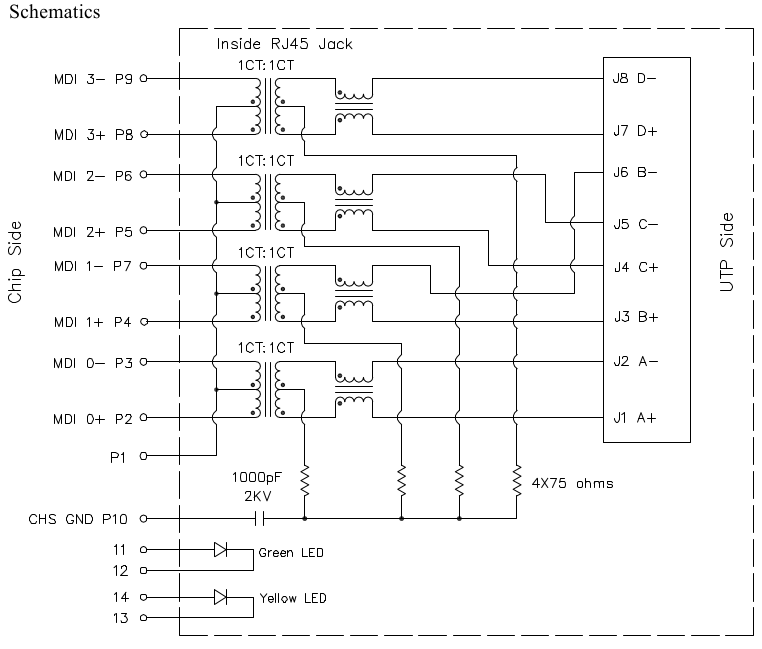 Schematics
Inside RJ45 Jack
1CT:1CT
MDI 3- P9
J8 D-
MDI 3+ P8
J7 D+
1CT:1CT
MDI 2- P6
J6 B-
MDI 2+ P5
J5 C-
1CT:1CT
MDI 1- P7
J4 C+
MDI 1+ P4
J3 B+
1CT:1CT
MDI 0- P3
J2 A-
MDI 0+ P2
J1 A+
Chip Side
UTP Side
P1
1000pF
2KV
4X75 ohms
CHS GND P10
11
Green LED
12
14
Yellow LED
13